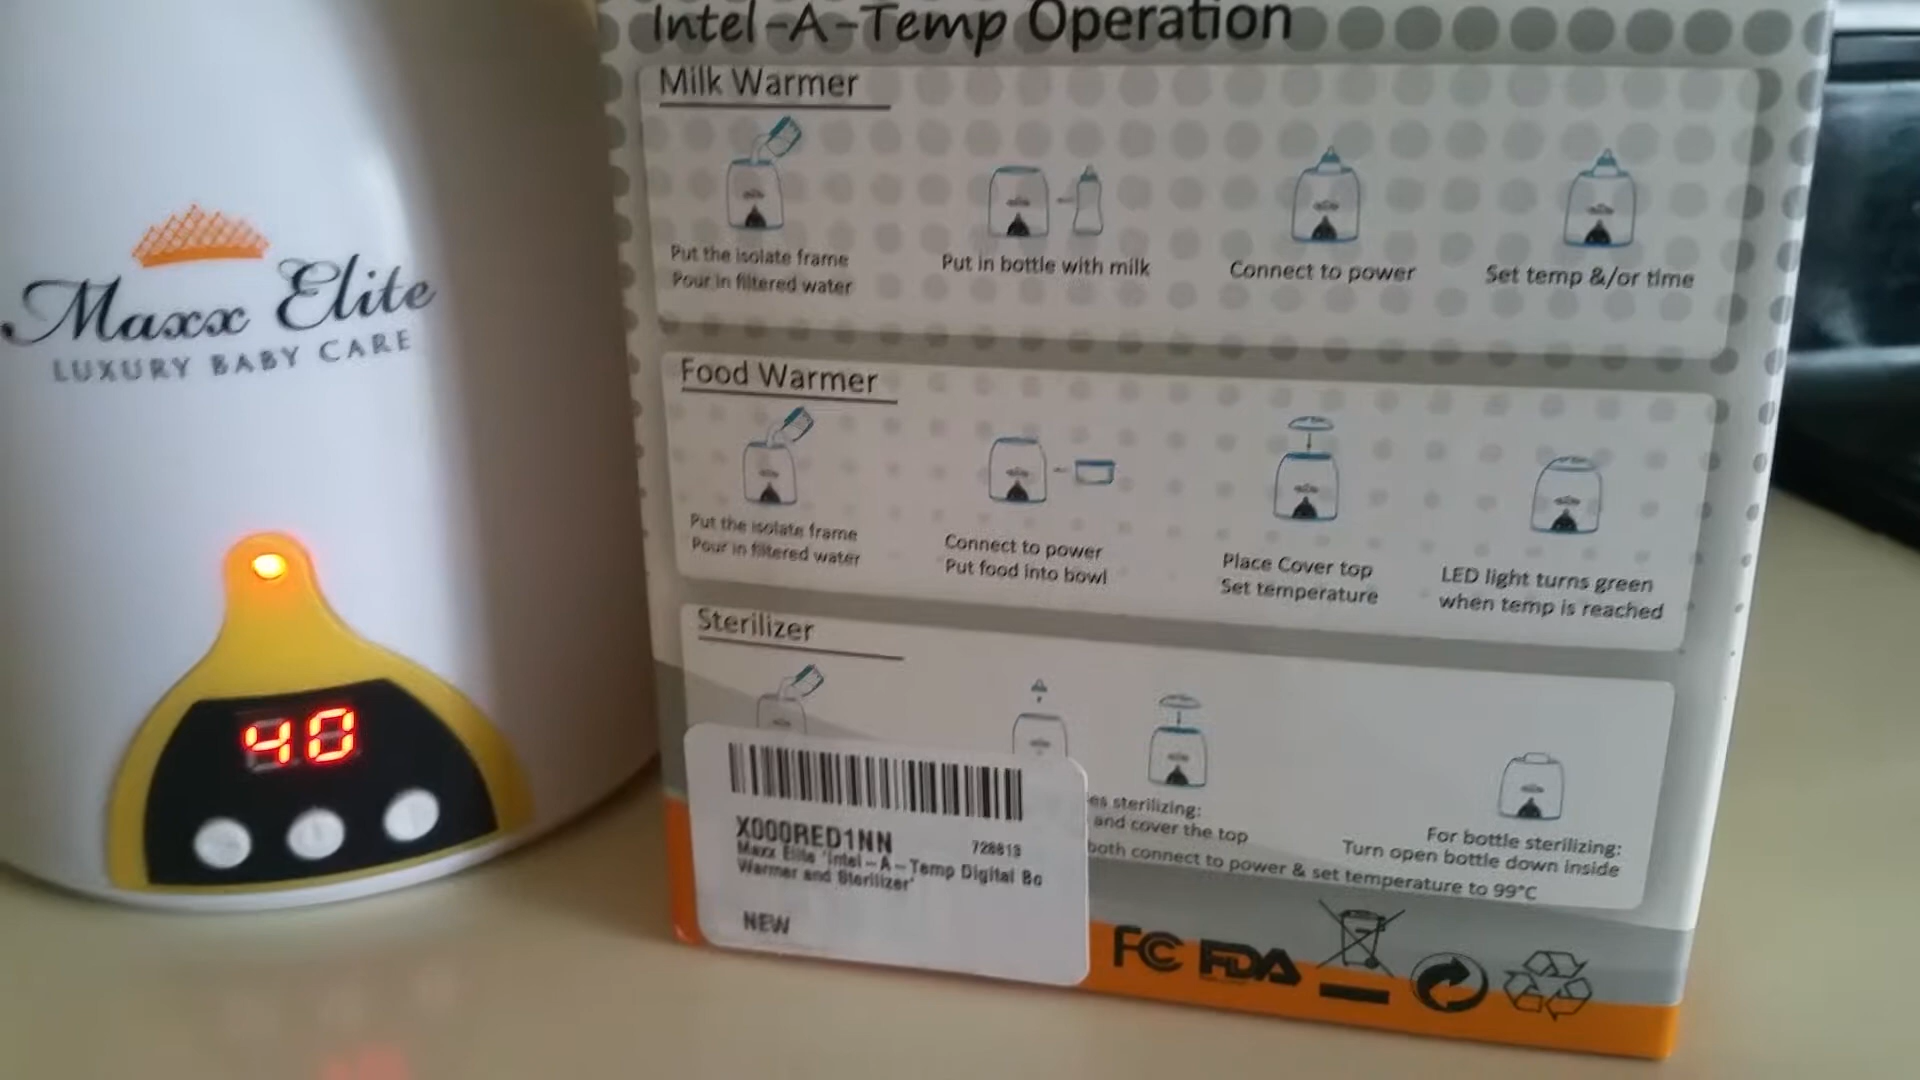 Intel-A-Temp Operation
Milk Warmer
Put the isolate frame
Pour in filtered water
Put in bottle with milk
Connect to power
Set temp &/or time
Food Warmer
Put the isolate frame
Pour in filtered water
Connect to power
Put food into bowl
Place Cover top
Set temperature
LED light turns green
when temp is reached
Sterilizer
es sterilizing:
and cover the top
For bottle sterilizing:
Turn open bottle down inside
both connect to power & set temperature to 99°C
X000RED1NN
728813
Maxx Elite 'Intel-A-Temp Digital Bo
Warmer and Sterilizer'
NEW
FC FDA
Maxx Elite
LUXURY BABY CARE
40